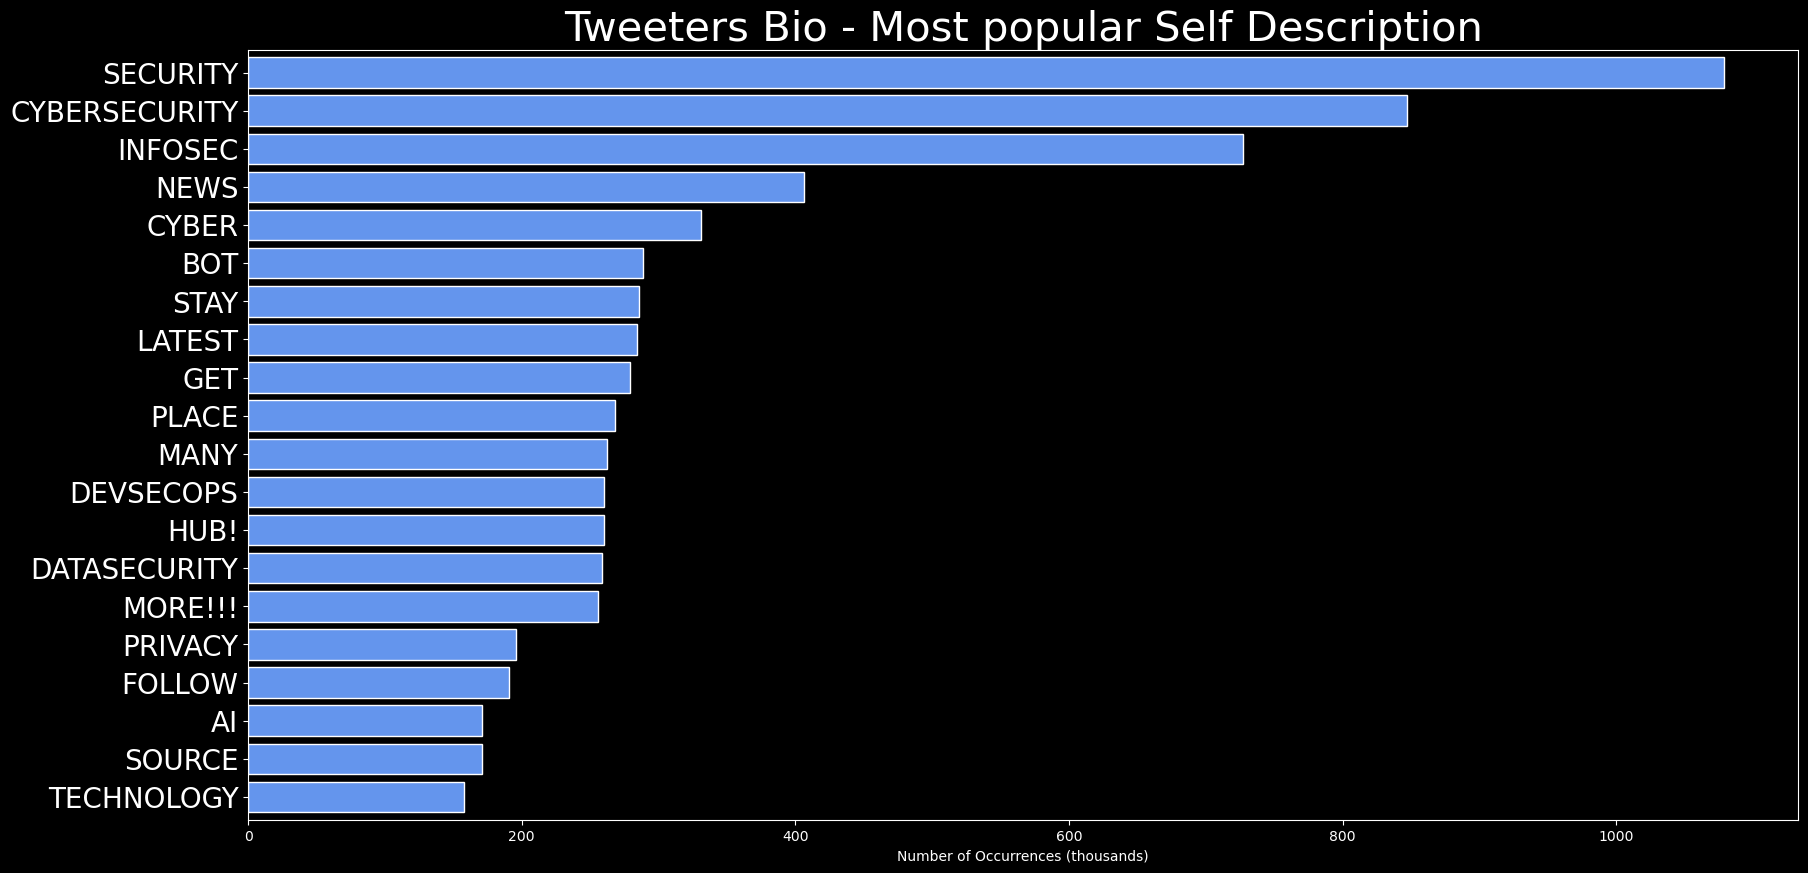 Tweeters Bio - Most popular Self Description
SECURITY
CYBERSECURITY
INFOSEC
NEWS
CYBER
BOT
STAY
LATEST
GET
PLACE
MANY
DEVSECOPS
HUB!
DATASECURITY
MORE!!!
PRIVACY
FOLLOW
AI
SOURCE
TECHNOLOGY
0 200 400 600 800 1000
Number of Occurrences (thousands)